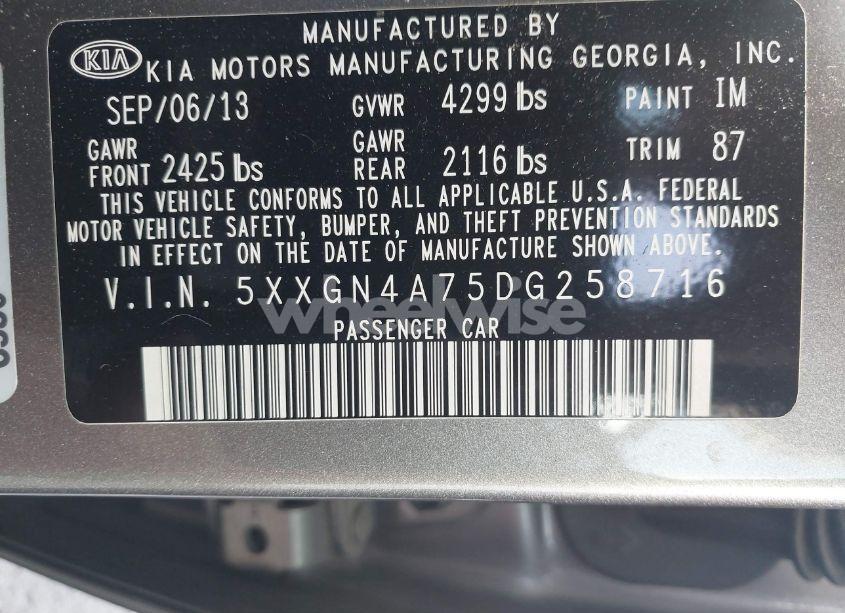 MANUFACTURED BY
KIA KIA MOTORS MANUFACTURING GEORGIA, INC.
SEP/06/13 GVWR 4299 lbs PAINT IM
GAWR FRONT 2425 lbs GAWR REAR 2116 lbs TRIM 87
THIS VEHICLE CONFORMS TO ALL APPLICABLE U.S.A. FEDERAL
MOTOR VEHICLE SAFETY, BUMPER, AND THEFT PREVENTION STANDARDS
IN EFFECT ON THE DATE OF MANUFACTURE SHOWN ABOVE.
V.I.N. 5XXGN4A75DG258716
wheelwise
PASSENGER CAR